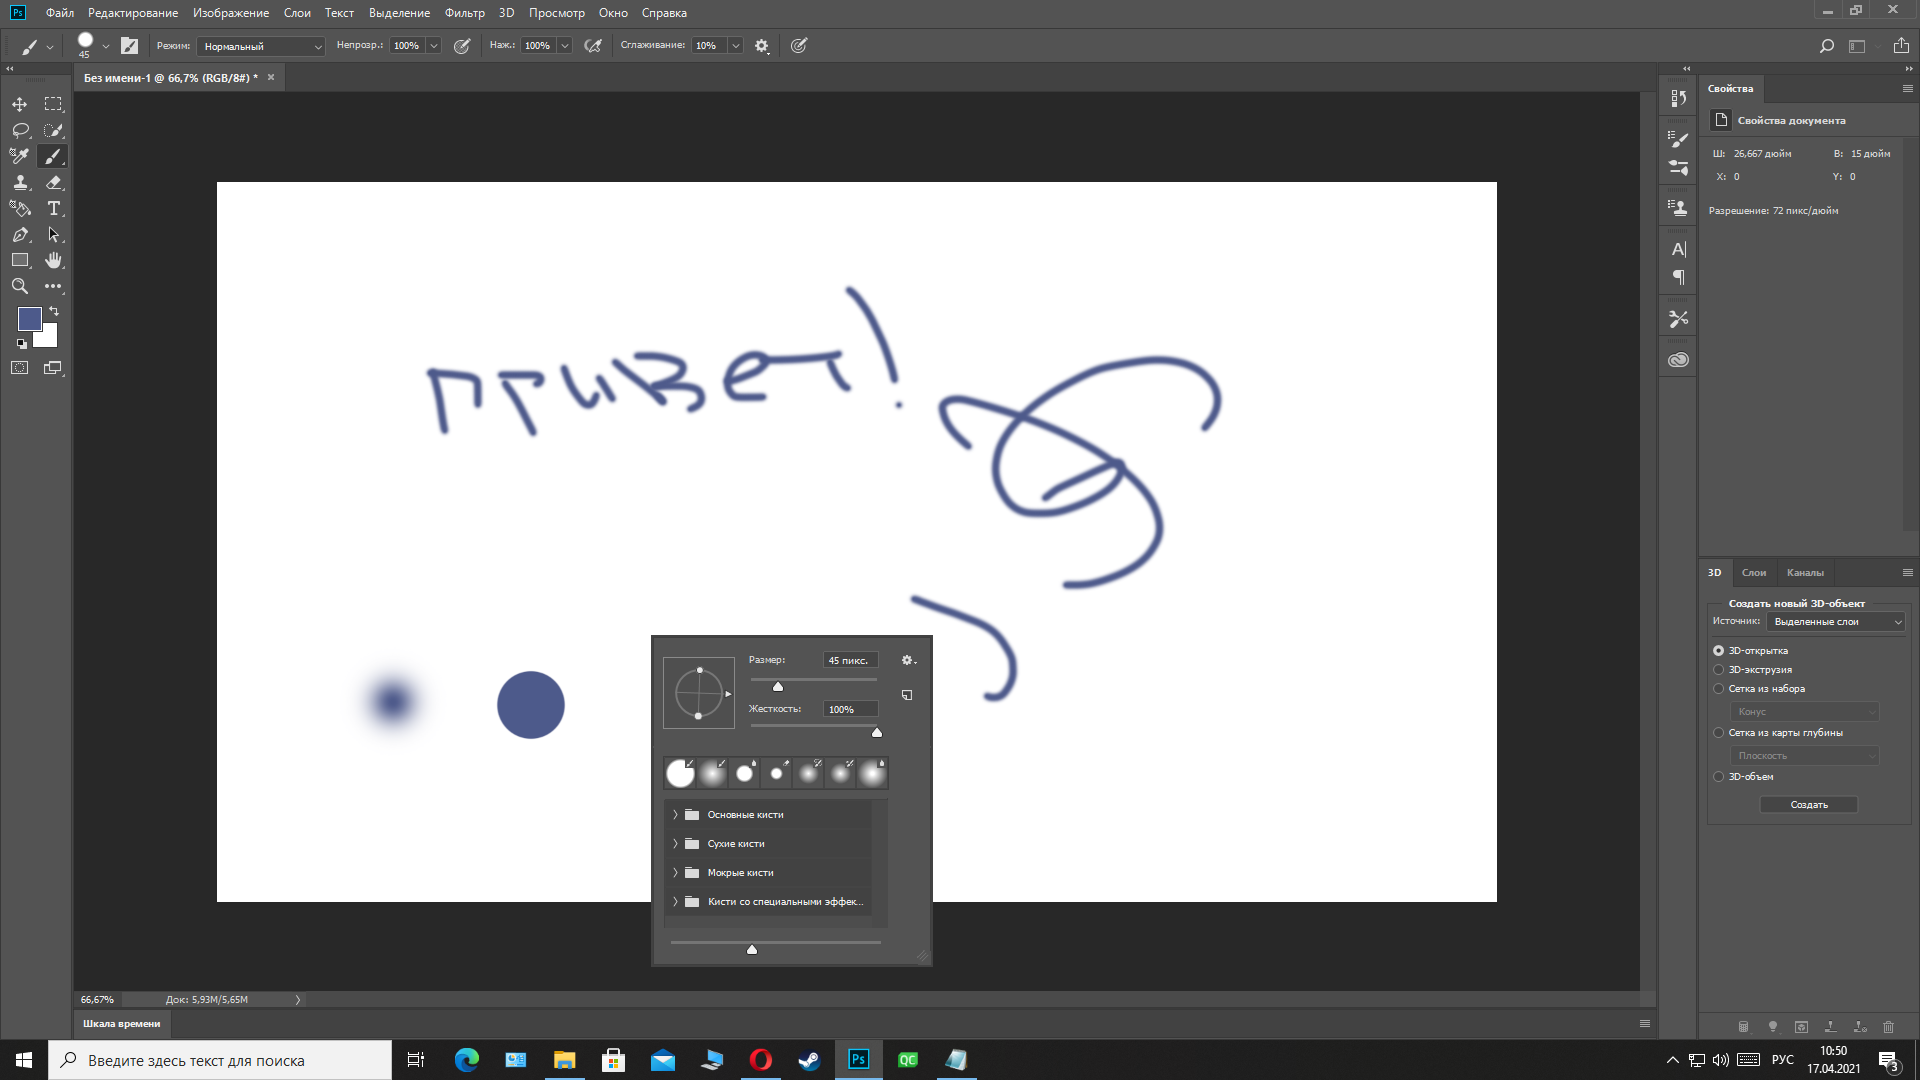 Ps Файл Редактирование Изображение Слои Текст Выделение Фильтр 3D Просмотр Окно Справка
45 Режим: Нормальный Непрозр.: 100% Наж.: 100% Сглаживание: 10%
Без имени-1 @ 66,7% (RGB/8#) *
Свойства
Свойства документа
Ш: 26,667 дюйм В: 15 дюйм
X: 0 Y: 0
Разрешение: 72 пикс/дюйм
привет!
3D Слои Каналы
Создать новый 3D-объект
Источник: Выделенные слои
3D-открытка
3D-экструзия
Сетка из набора
Конус
Сетка из карты глубины
Плоскость
3D-объем
Создать
Размер: 45 пикс.
Жесткость: 100%
Основные кисти
Сухие кисти
Мокрые кисти
Кисти со специальными эффек...
66,67% Док: 5,93M/5,65M
Шкала времени
Введите здесь текст для поиска
Ps
QC
РУС
10:50
17.04.2021
3